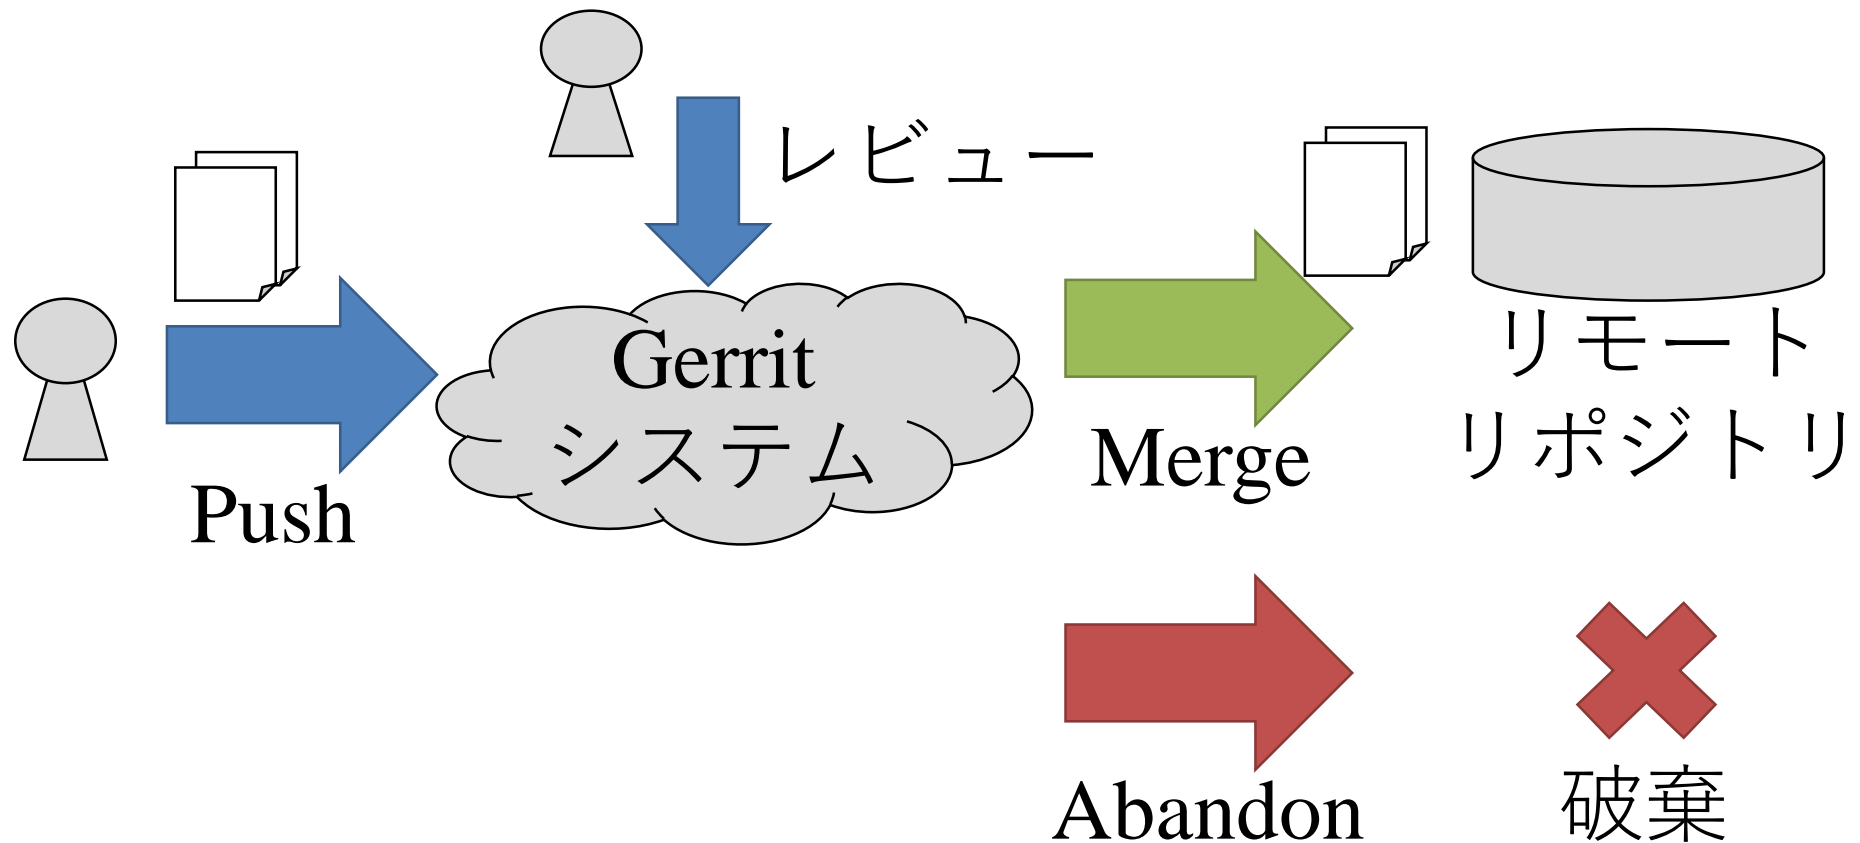 レビュー
Gerrit
システム
Push
Merge
リモート
リポジトリ
Abandon
破棄